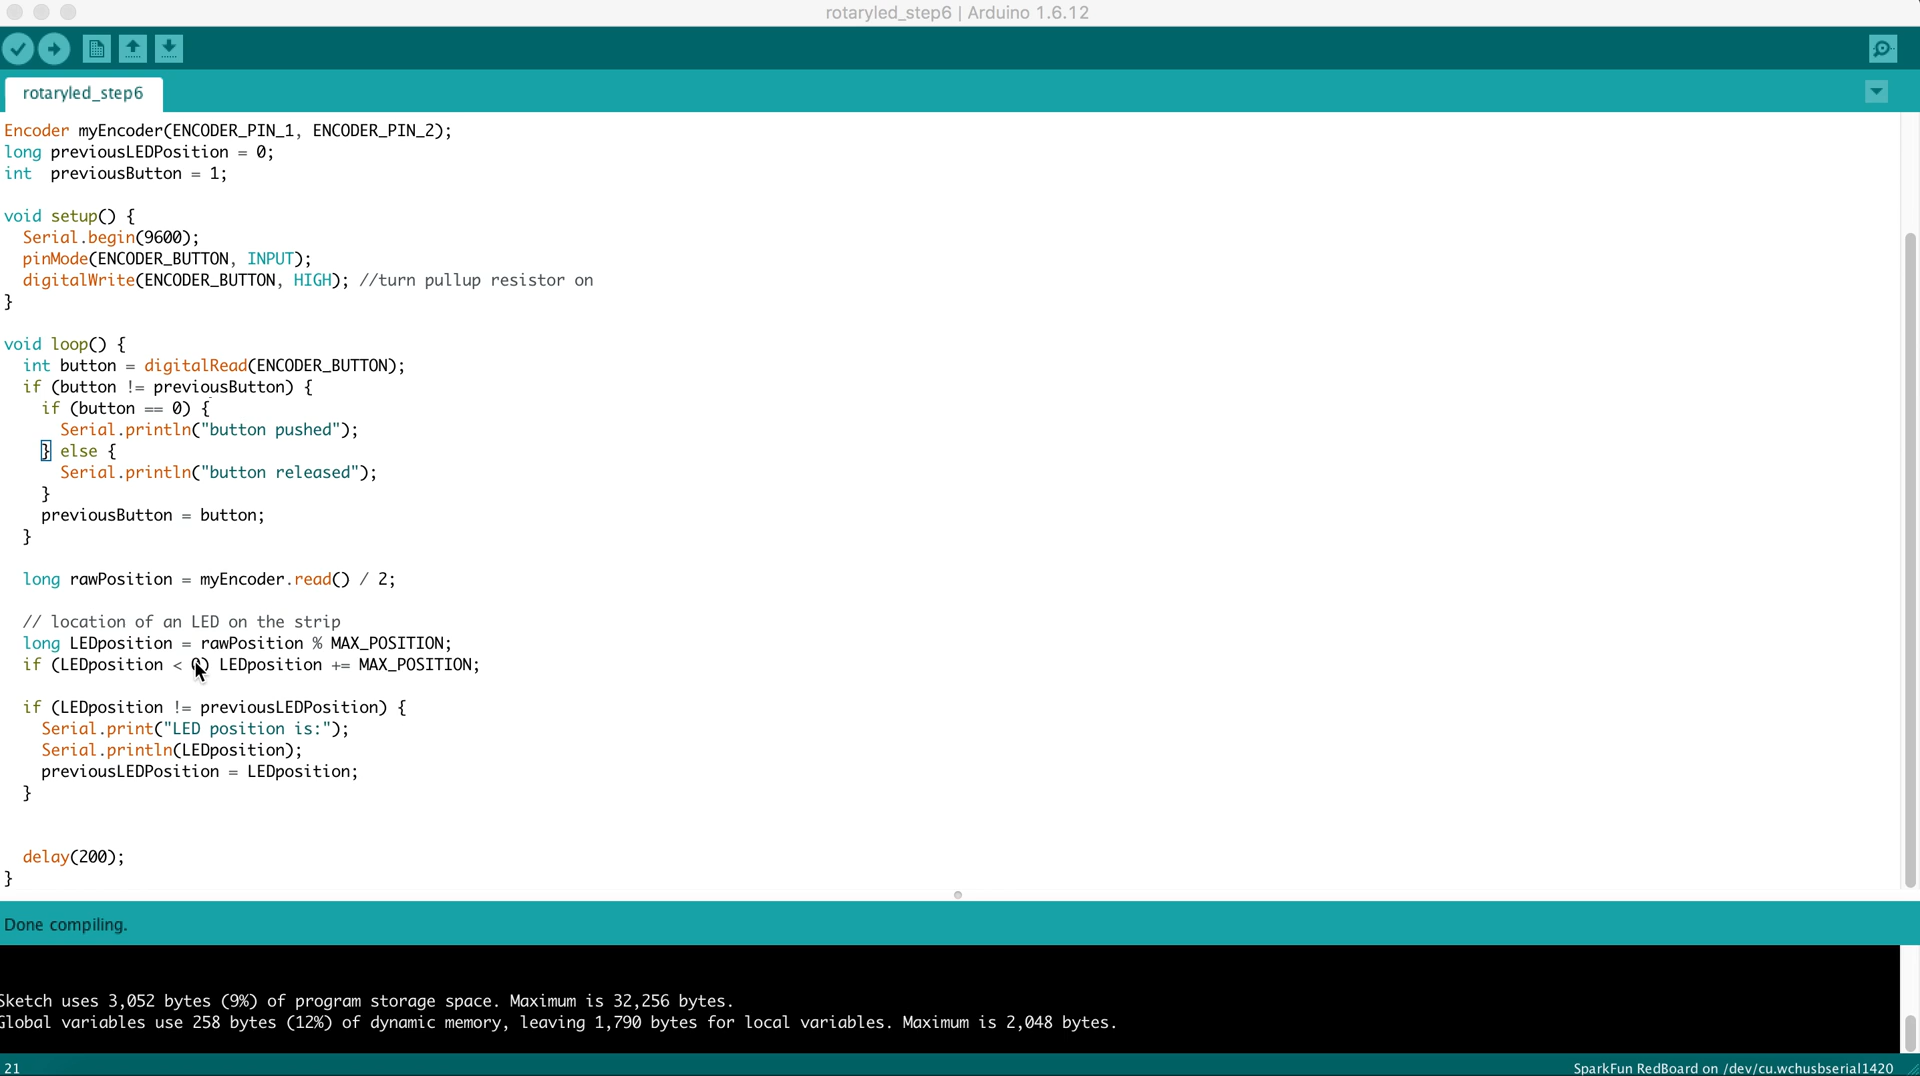 rotaryled_step6 | Arduino 1.6.12
rotaryled_step6
Encoder myEncoder(ENCODER_PIN_1, ENCODER_PIN_2);
long previousLEDPosition = 0;
int  previousButton = 1;
void setup() {
  Serial.begin(9600);
  pinMode(ENCODER_BUTTON, INPUT);
  digitalWrite(ENCODER_BUTTON, HIGH); //turn pullup resistor on
}
void loop() {
  int button = digitalRead(ENCODER_BUTTON);
  if (button != previousButton) {
    if (button == 0) {
      Serial.println("button pushed");
    } else {
      Serial.println("button released");
    }
    previousButton = button;
  }
  long rawPosition = myEncoder.read() / 2;
  // location of an LED on the strip
  long LEDposition = rawPosition % MAX_POSITION;
  if (LEDposition < 0) LEDposition += MAX_POSITION;
  if (LEDposition != previousLEDPosition) {
    Serial.print("LED position is:");
    Serial.println(LEDposition);
    previousLEDPosition = LEDposition;
  }
  delay(200);
}
Done compiling.
Sketch uses 3,052 bytes (9%) of program storage space. Maximum is 32,256 bytes.
Global variables use 258 bytes (12%) of dynamic memory, leaving 1,790 bytes for local variables. Maximum is 2,048 bytes.
21
SparkFun RedBoard on /dev/cu.wchusbserial1420